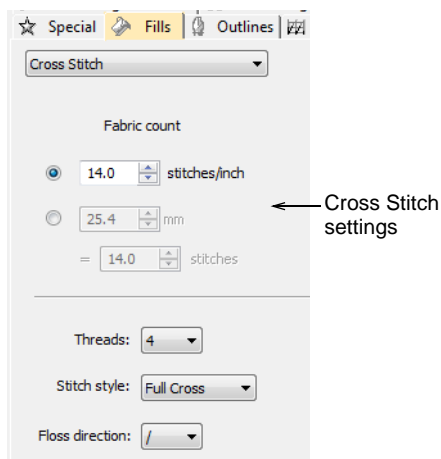 Special Fills Outlines
Cross Stitch
Fabric count
14.0 stitches/inch
25.4 mm
= 14.0 stitches
Cross Stitch
settings
Threads: 4
Stitch style: Full Cross
Floss direction: /